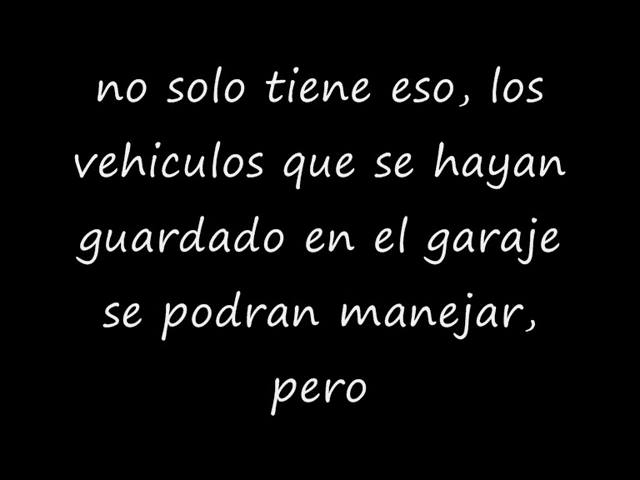 no solo tiene eso, los
vehiculos que se hayan
guardado en el garaje
se podran manejar,
pero